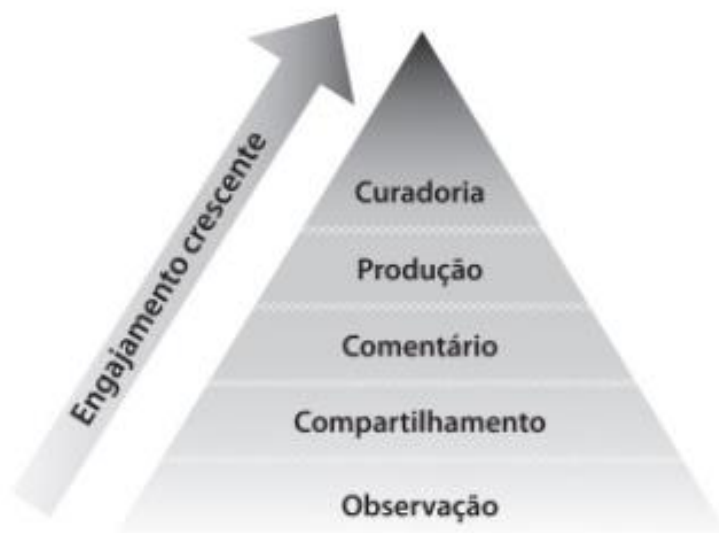 Engajamento crescente
Curadoria
Produção
Comentário
Compartilhamento
Observação